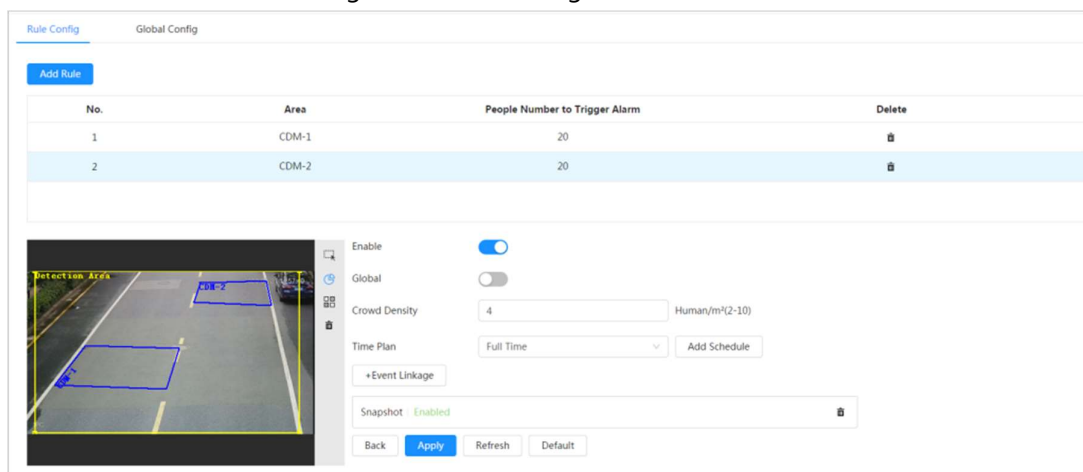 Rule Config Global Config
Add Rule
No. Area People Number to Trigger Alarm Delete
1 CDM-1 20
2 CDM-2 20
Enable
Detection Area
CDM-2
CDM-1
Global
Crowd Density 4 Human/m²(2-10)
Time Plan Full Time Add Schedule
+Event Linkage
Snapshot Enabled
Back Apply Refresh Default